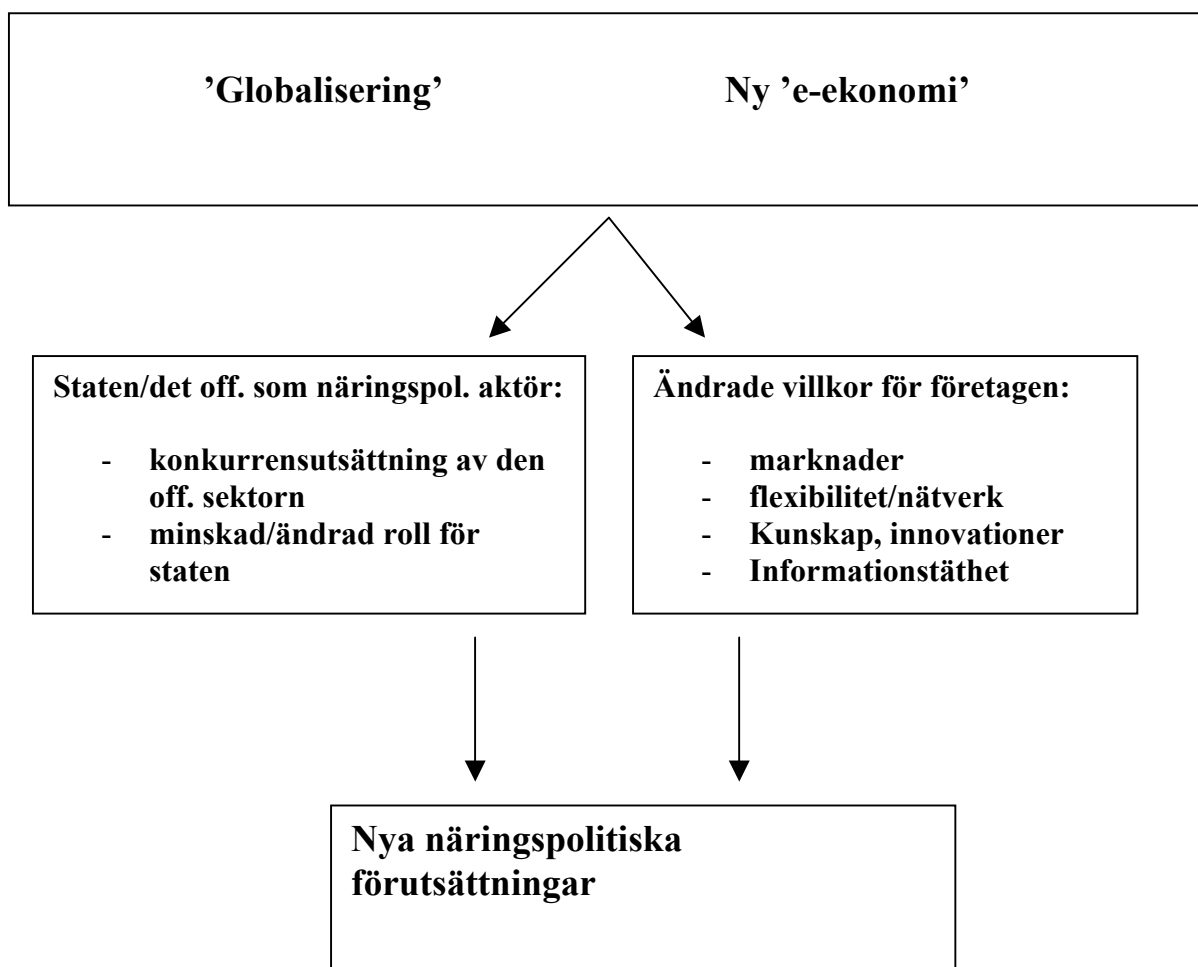 ’Globalisering’ Ny ’e-ekonomi’
Staten/det off. som näringspol. aktör:
- konkurrensutsättning av den
off. sektorn
- minskad/ändrad roll för
staten
Ändrade villkor för företagen:
- marknader
- flexibilitet/nätverk
- Kunskap, innovationer
- Informationstäthet
Nya näringspolitiska
förutsättningar